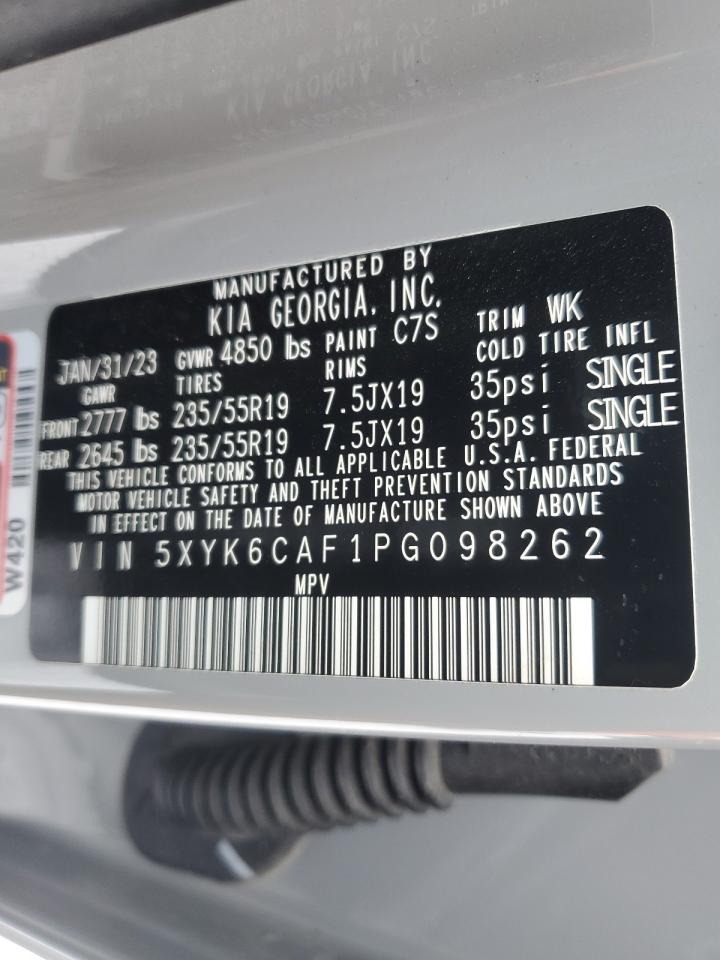 MANUFACTURED BY
KIA GEORGIA, INC.
JAN/31/23 GVWR 4850 lbs PAINT C7S TRIM WK
GAWR TIRES RIMS COLD TIRE INFL
FRONT 2777 lbs 235/55R19 7.5JX19 35psi SINGLE
REAR 2645 lbs 235/55R19 7.5JX19 35psi SINGLE
THIS VEHICLE CONFORMS TO ALL APPLICABLE U.S.A. FEDERAL
MOTOR VEHICLE SAFETY AND THEFT PREVENTION STANDARDS
IN EFFECT ON THE DATE OF MANUFACTURE SHOWN ABOVE
VIN 5XYK6CAF1PG098262
MPV
W420